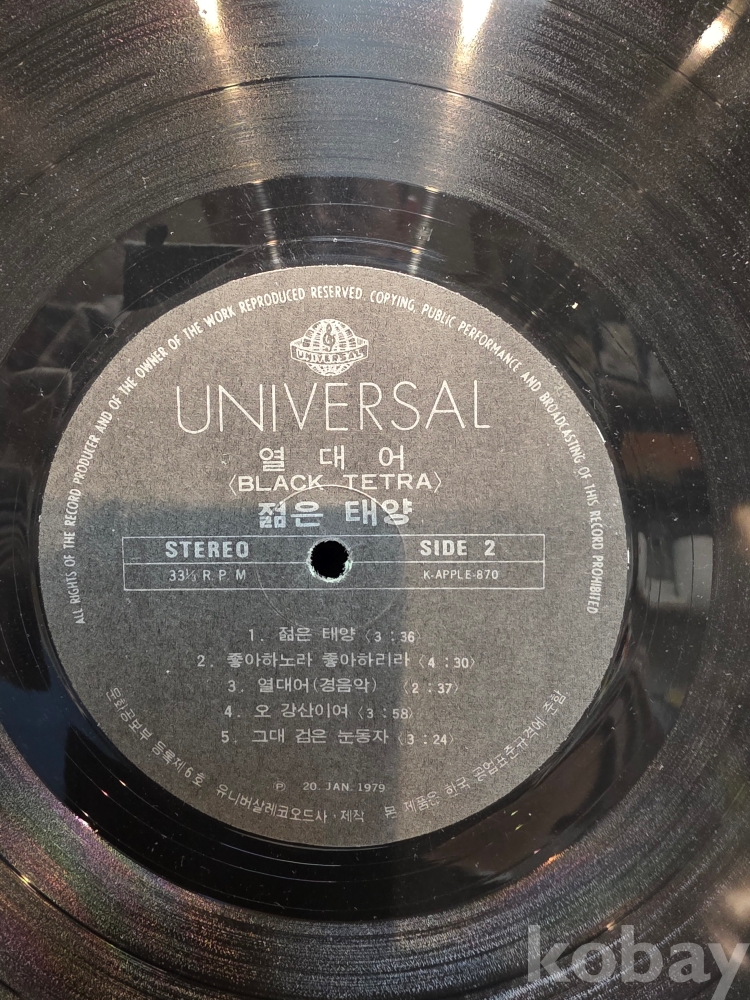 ALL RIGHTS OF THE RECORD PRODUCER AND OF THE OWNER OF THE WORK REPRODUCED RESERVED. COPYING, PUBLIC PERFORMANCE AND BROADCASTING OF THIS RECORD PROHIBITED
UNIVERSAL
UNIVERSAL
열 대 어
〈BLACK TETRA〉
젊은 태양
STEREO SIDE 2
33⅓ R. P. M K-APPLE-870
1. 젊은 태양 〈3 : 36〉
2. 좋아하노라 좋아하리라 〈4 : 30〉
3. 열대어(경음악) 〈2 : 37〉
4. 오 강산이여 〈3 : 58〉
5. 그대 검은 눈동자 〈3 : 24〉
℗ 20. JAN. 1979
문화공보부 등록제 6 호 유니버살레코오드사 · 제작 본 제품은 한국 공업표준규격에 준함.
kobay